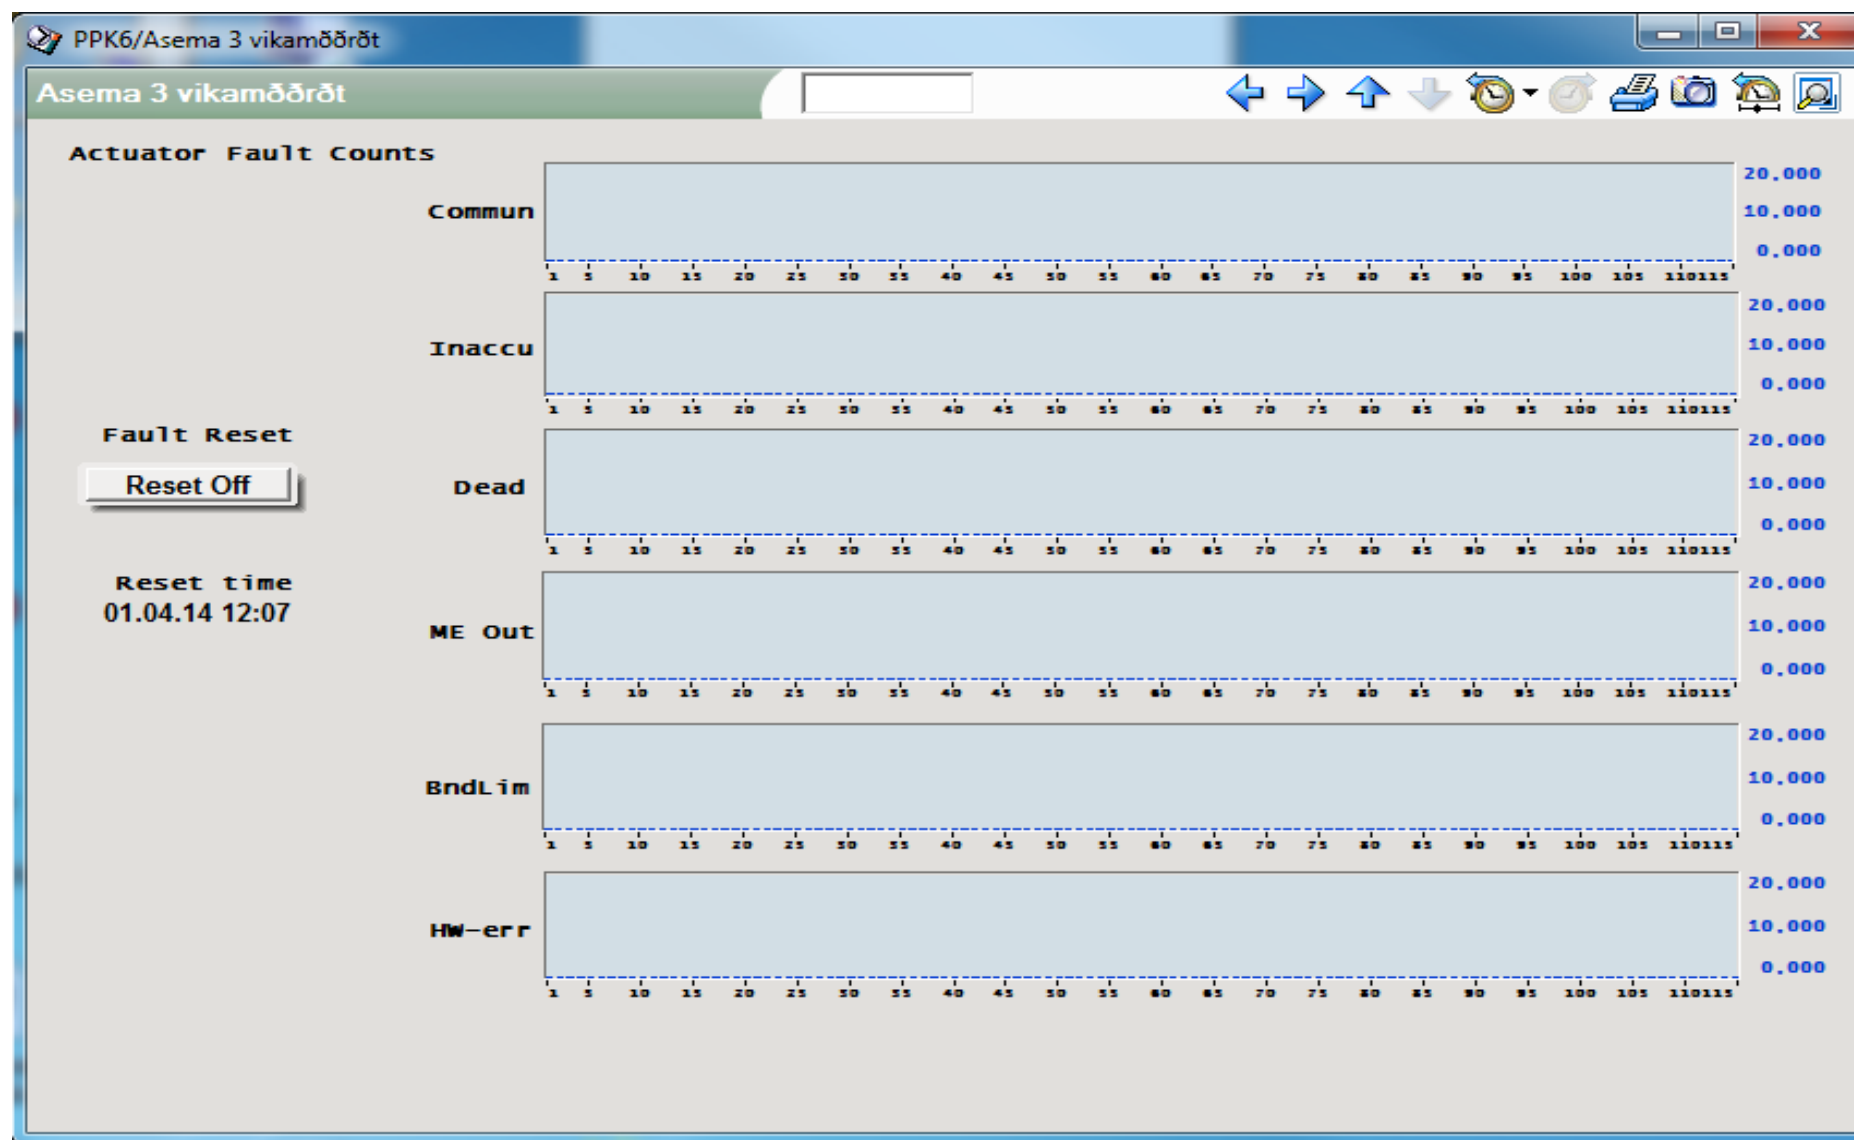 PPK6/Asema 3 vikamððrðt
Asema 3 vikamððrðt
Actuator Fault Counts
Commun
20.000
10.000
0.000
1 5 10 15 20 25 30 35 40 45 50 55 60 65 70 75 80 85 90 95 100 105 110115
Inaccu
20.000
10.000
0.000
1 5 10 15 20 25 30 35 40 45 50 55 60 65 70 75 80 85 90 95 100 105 110115
Fault Reset
Reset Off
Dead
20.000
10.000
0.000
1 5 10 15 20 25 30 35 40 45 50 55 60 65 70 75 80 85 90 95 100 105 110115
Reset time
01.04.14 12:07
ME Out
20.000
10.000
0.000
1 5 10 15 20 25 30 35 40 45 50 55 60 65 70 75 80 85 90 95 100 105 110115
BndLim
20.000
10.000
0.000
1 5 10 15 20 25 30 35 40 45 50 55 60 65 70 75 80 85 90 95 100 105 110115
HW-err
20.000
10.000
0.000
1 5 10 15 20 25 30 35 40 45 50 55 60 65 70 75 80 85 90 95 100 105 110115